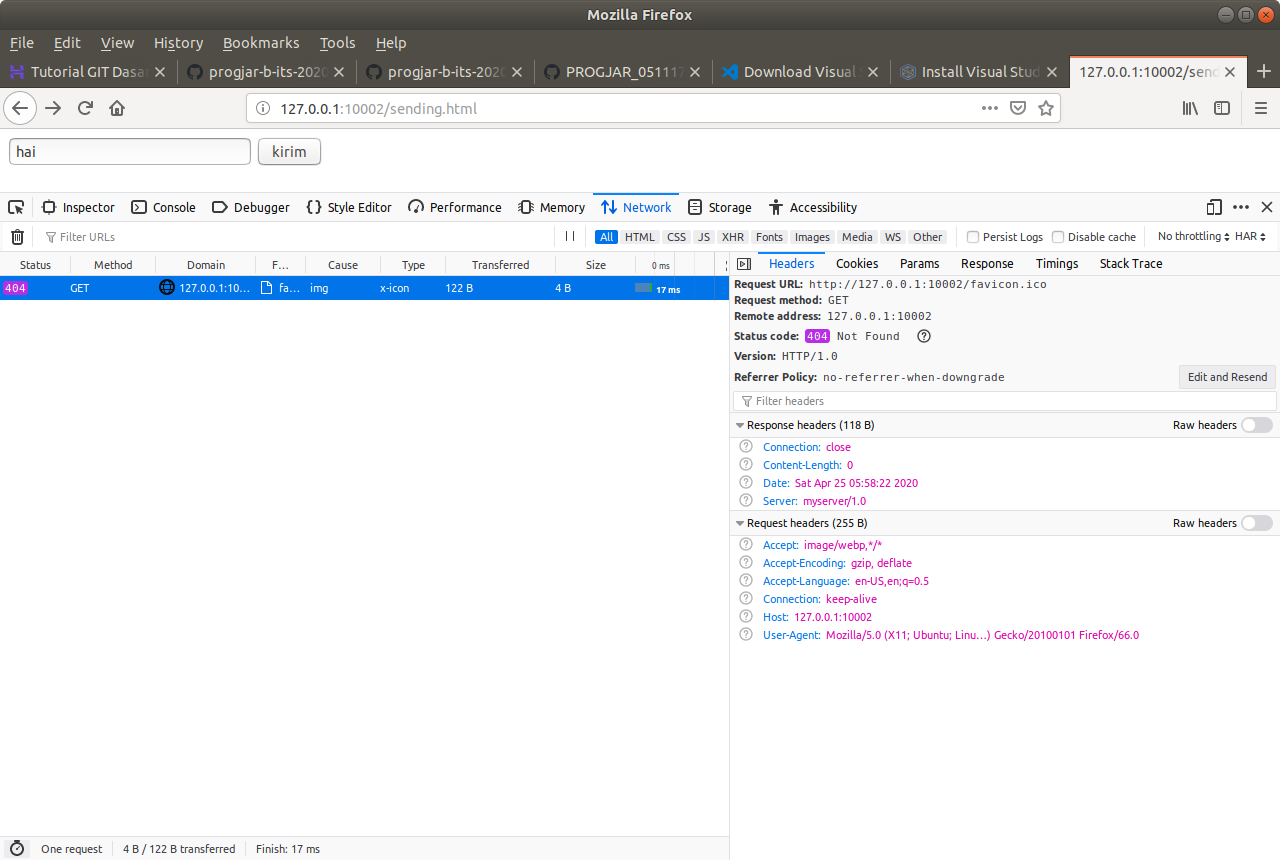 Mozilla Firefox
File Edit View History Bookmarks Tools Help
Tutorial GIT Dasar progjar-b-its-2020 progjar-b-its-2020 PROGJAR_051117 Download Visual S Install Visual Stud 127.0.0.1:10002/send
127.0.0.1:10002/sending.html
hai kirim
Inspector Console Debugger Style Editor Performance Memory Network Storage Accessibility
Filter URLs All HTML CSS JS XHR Fonts Images Media WS Other Persist Logs Disable cache No throttling HAR
Status Method Domain F... Cause Type Transferred Size 0 ms Headers Cookies Params Response Timings Stack Trace
404 GET 127.0.0.1:10... fa... img x-icon 122 B 4 B 17 ms
Request URL: http://127.0.0.1:10002/favicon.ico
Request method: GET
Remote address: 127.0.0.1:10002
Status code: 404 Not Found
Version: HTTP/1.0
Referrer Policy: no-referrer-when-downgrade Edit and Resend
Filter headers
Response headers (118 B) Raw headers
Connection: close
Content-Length: 0
Date: Sat Apr 25 05:58:22 2020
Server: myserver/1.0
Request headers (255 B) Raw headers
Accept: image/webp,*/*
Accept-Encoding: gzip, deflate
Accept-Language: en-US,en;q=0.5
Connection: keep-alive
Host: 127.0.0.1:10002
User-Agent: Mozilla/5.0 (X11; Ubuntu; Linu...) Gecko/20100101 Firefox/66.0
One request 4 B / 122 B transferred Finish: 17 ms